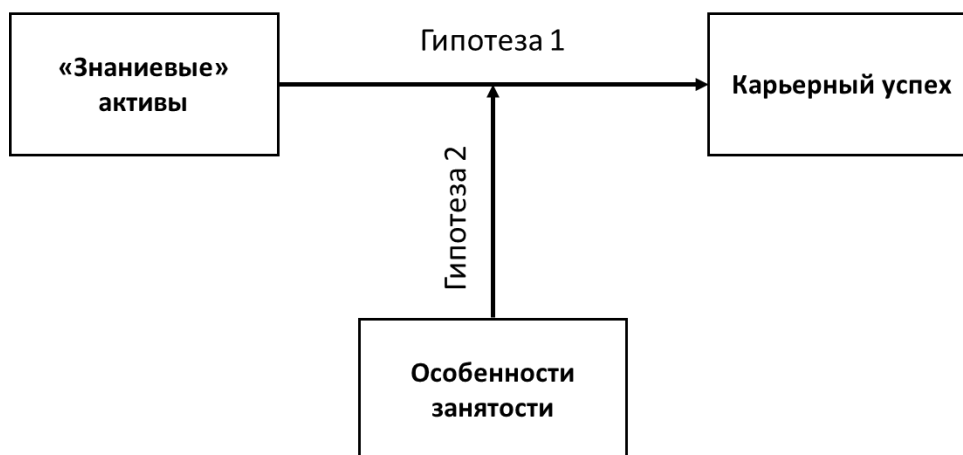 Гипотеза 1
«Знаниевые»
активы
Карьерный успех
Гипотеза 2
Особенности
занятости